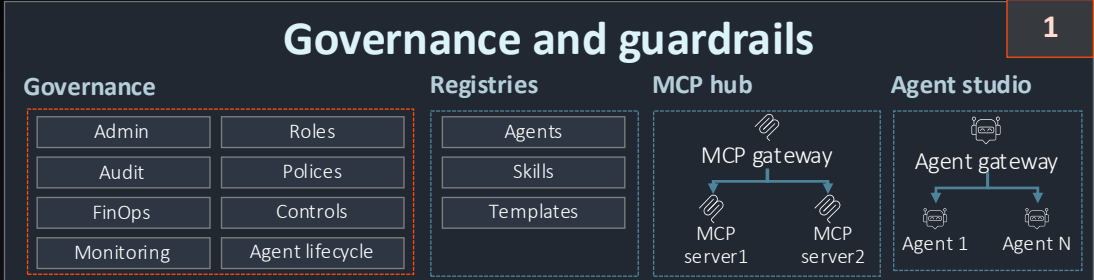 Governance and guardrails
1
Governance
Admin
Roles
Audit
Polices
FinOps
Controls
Monitoring
Agent lifecycle
Registries
Agents
Skills
Templates
MCP hub
MCP gateway
MCP
server1
MCP
server2
Agent studio
Agent gateway
Agent 1
Agent N